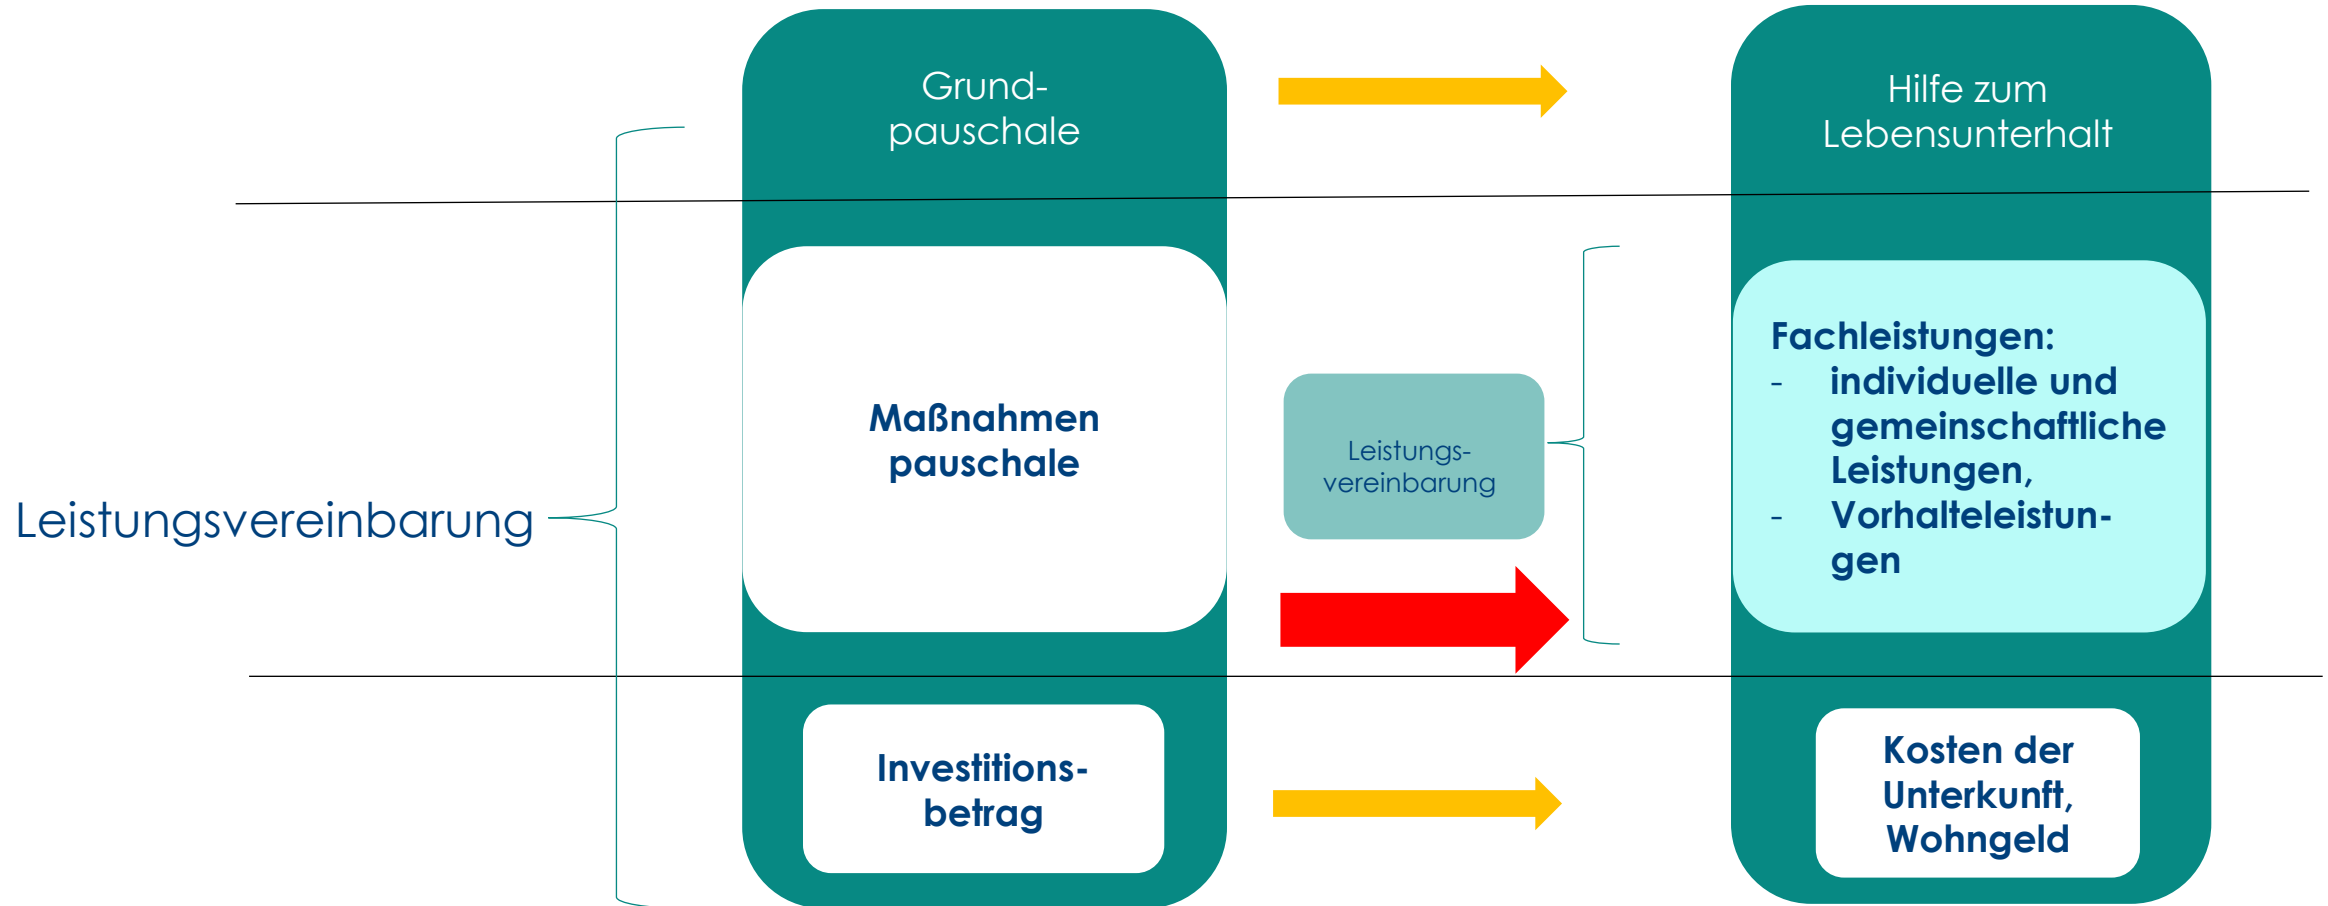 Grund-
pauschale
Hilfe zum
Lebensunterhalt
Leistungsvereinbarung
Maßnahmen
pauschale
Leistungs-
vereinbarung
Fachleistungen:
- individuelle und
gemeinschaftliche
Leistungen,
- Vorhalteleistun-
gen
Investitions-
betrag
Kosten der
Unterkunft,
Wohngeld